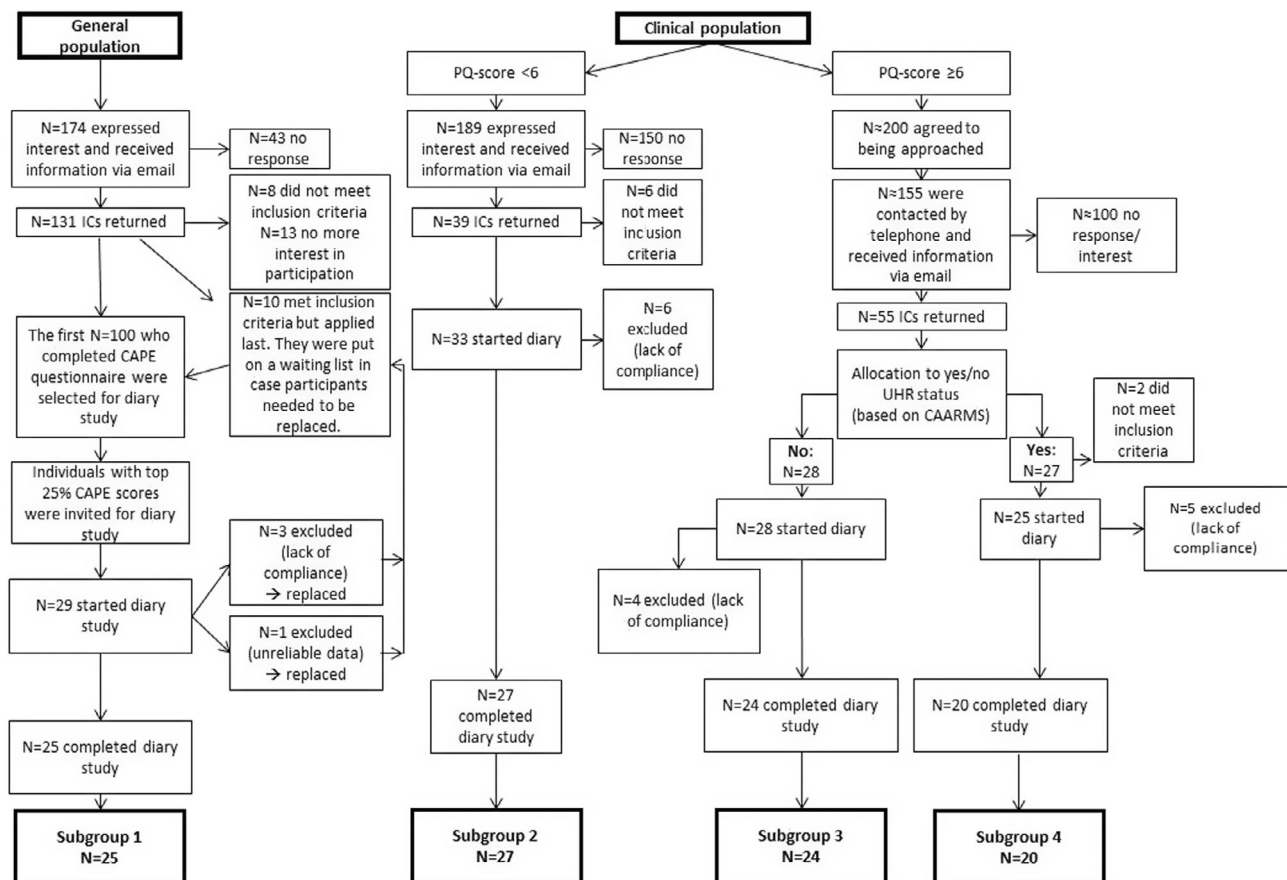 General
population
N=174 expressed
interest and received
information via email
N=43 no
response
N=131 ICs returned
N=8 did not meet
inclusion criteria
N=13 no more
interest in
participation
N=10 met inclusion
criteria but applied
last. They were put
on a waiting list in
case participants
needed to be
replaced.
The first N=100 who
completed CAPE
questionnaire were
selected for diary
study
Individuals with top
25% CAPE scores
were invited for diary
study
N=29 started diary
study
N=3 excluded
(lack of
compliance)
→ replaced
N=1 excluded
(unreliable data)
→ replaced
N=25 completed diary
study
Subgroup 1
N=25
Clinical population
PQ-score <6
N=189 expressed
interest and received
information via email
N=150 no
response
N=39 ICs returned
N=6 did
not meet
inclusion
criteria
N=33 started diary
N=6
excluded
(lack of
compliance)
N=27
completed
diary study
Subgroup 2
N=27
PQ-score ≥6
N≈200 agreed to
being approached
N≈155 were
contacted by
telephone and
received information
via email
N≈100 no
response/
interest
N=55 ICs returned
Allocation to yes/no
UHR status
(based on CAARMS)
No:
N=28
N=28 started diary
N=4 excluded (lack
of compliance)
N=24 completed diary
study
Subgroup 3
N=24
Yes:
N=27
N=2 did
not meet
inclusion
criteria
N=25 started
diary
N=5 excluded
(lack of
compliance)
N=20 completed diary
study
Subgroup 4
N=20